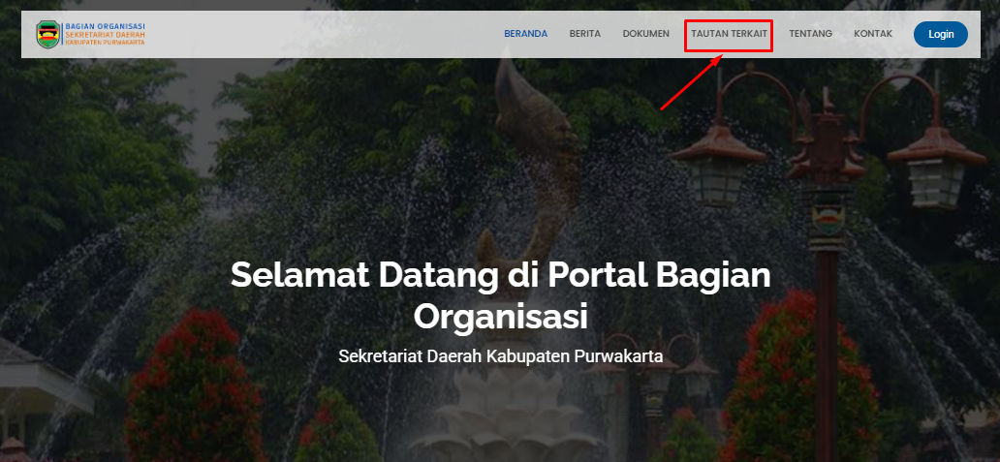 BAGIAN ORGANISASI
SEKRETARIAT DAERAH
KABUPATEN PURWAKARTA
BERANDA BERITA DOKUMEN TAUTAN TERKAIT TENTANG KONTAK Login
Selamat Datang di Portal Bagian
Organisasi
Sekretariat Daerah Kabupaten Purwakarta